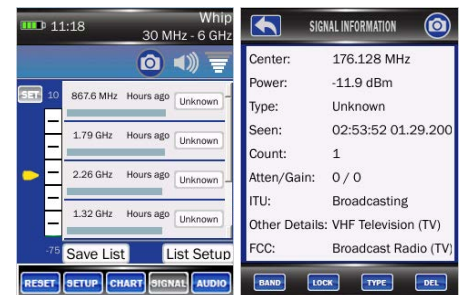 11:18
Whip
30 MHz - 6 GHz
SET
10
867.6 MHz Hours ago Unknown
1.79 GHz Hours ago Unknown
2.26 GHz Hours ago Unknown
1.32 GHz Hours ago Unknown
-75
Save List List Setup
RESET SETUP CHART SIGNAL AUDIO
SIGNAL INFORMATION
Center: 176.128 MHz
Power: -11.9 dBm
Type: Unknown
Seen: 02:53:52 01.29.200
Count: 1
Atten/Gain: 0 / 0
ITU: Broadcasting
Other Details: VHF Television (TV)
FCC: Broadcast Radio (TV)
BAND LOCK TYPE DEL